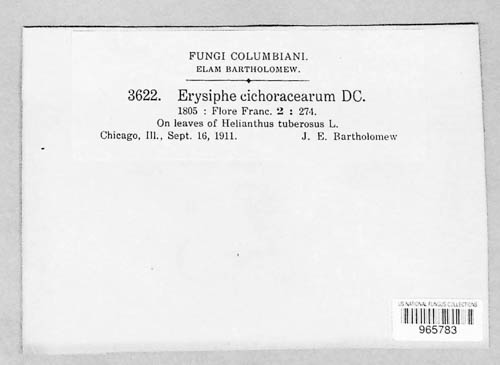 FUNGI COLUMBIANI.
ELAM BARTHOLOMEW.
3622. Erysiphe cichoracearum DC.
1805 : Flore Franc. 2 : 274.
On leaves of Helianthus tuberosus L.
Chicago, Ill., Sept. 16, 1911. J. E. Bartholomew
US NATIONAL FUNGUS COLLECTIONS
965783